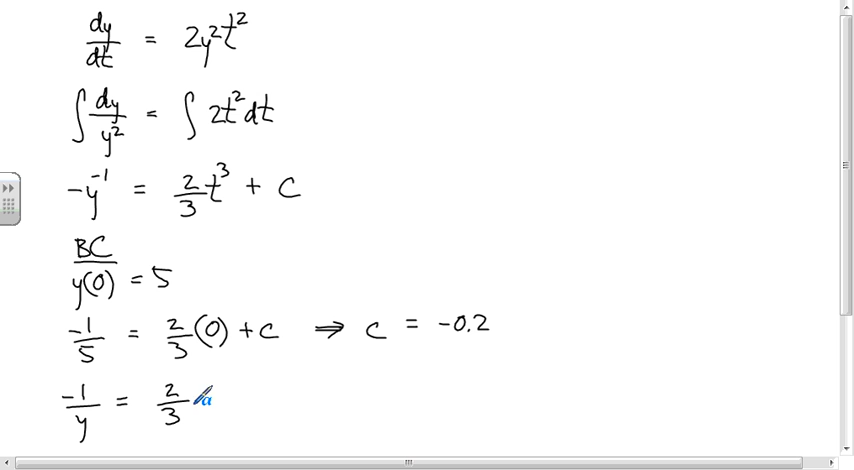 dy/dt = 2y²t²
∫ dy/y² = ∫ 2t² dt
-y⁻¹ = 2/3 t³ + C
BC
y(0) = 5
-1/5 = 2/3 (0) + C ⇒ C = -0.2
-1/y = 2/3